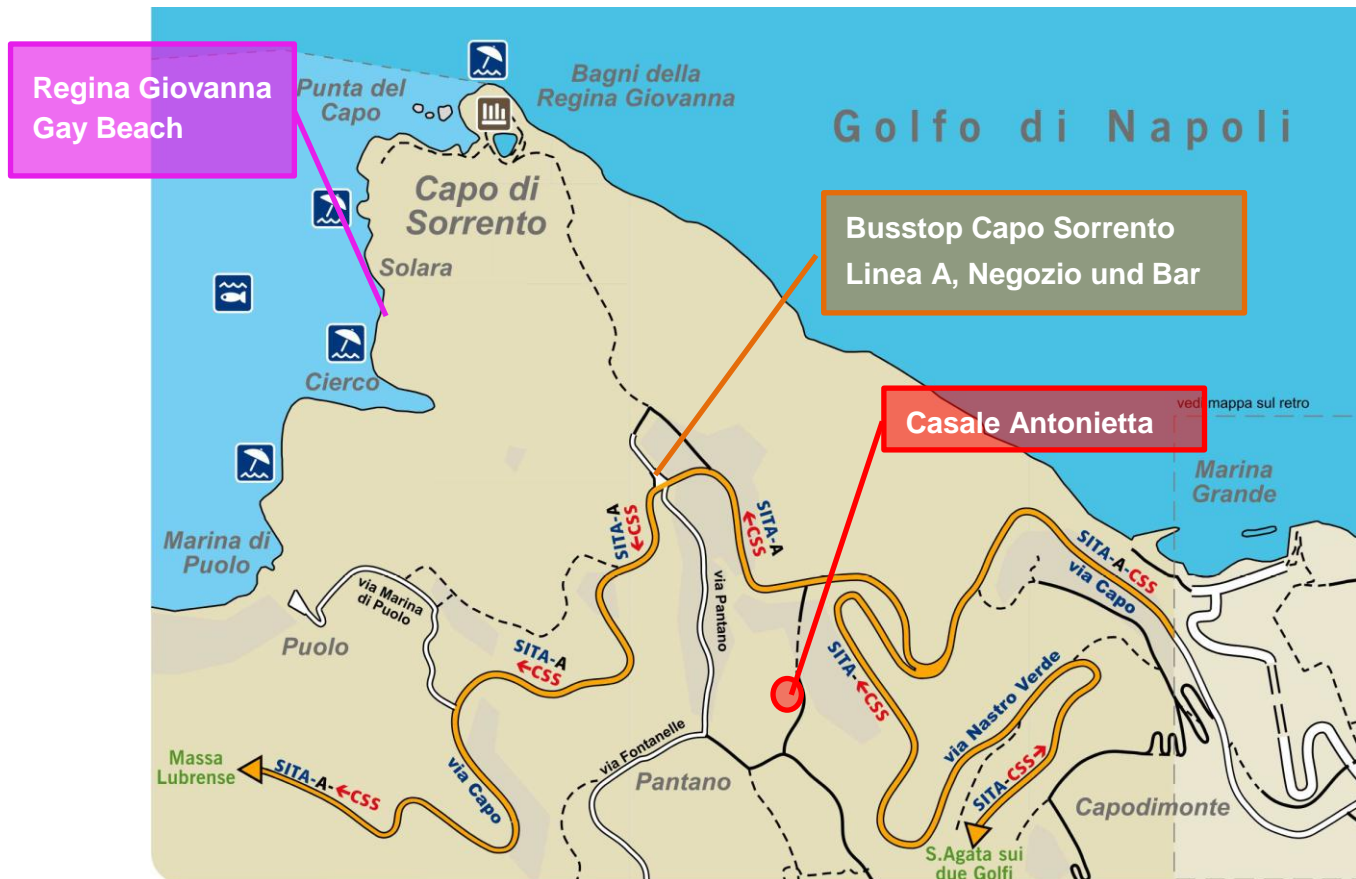 Regina Giovanna
Gay Beach
Punta del
Capo
Bagni della
Regina Giovanna
Golfo di Napoli
Capo di
Sorrento
Busstop Capo Sorrento
Linea A, Negozio und Bar
Solara
Cierco
Casale Antonietta
vedi mappa sul retro
Marina
Grande
Marina di
Puolo
SITA-A
←CSS
SITA-A
←CSS
SITA-A-CSS
via Capo
via Marina
di Puolo
via Pantano
Puolo
SITA-A
←CSS
SITA-←CSS
via Nastro Verde
via Fontanelle
Massa
Lubrense
SITA-A-←CSS
via Capo
Pantano
SITA-CSS→
Capodimonte
S.Agata sui
due Golfi